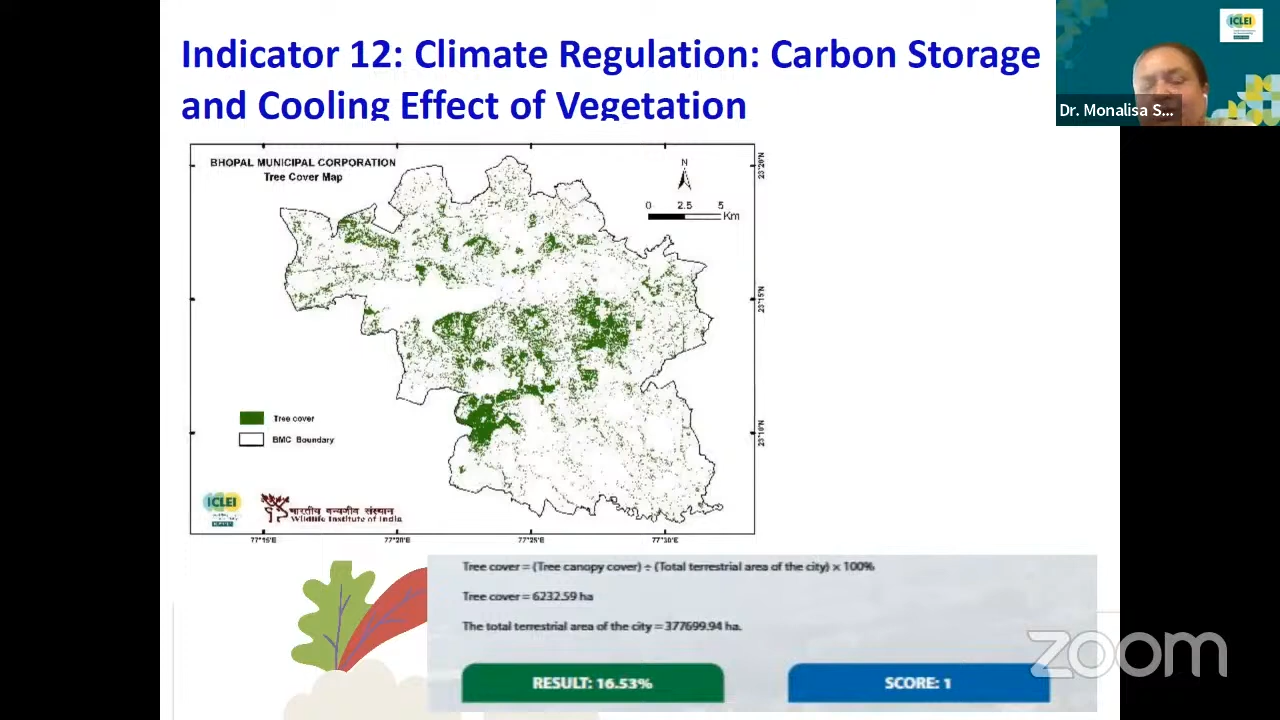 Indicator 12: Climate Regulation: Carbon Storage
and Cooling Effect of Vegetation
ICLEI
Dr. Monalisa S...
BHOPAL MUNICIPAL CORPORATION
Tree Cover Map
N
0 2.5 5
Km
23°20'N
23°15'N
23°10'N
Tree cover
BMC Boundary
ICLEI
भारतीय वन्यजीव संस्थान
Wildlife Institute of India
77°15'E 77°20'E 77°25'E 77°30'E
Tree cover = (Tree canopy cover) ÷ (Total terrestrial area of the city) x 100%
Tree cover = 6232.59 ha
The total terrestrial area of the city = 377699.94 ha.
RESULT: 16.53%
SCORE: 1
zoom